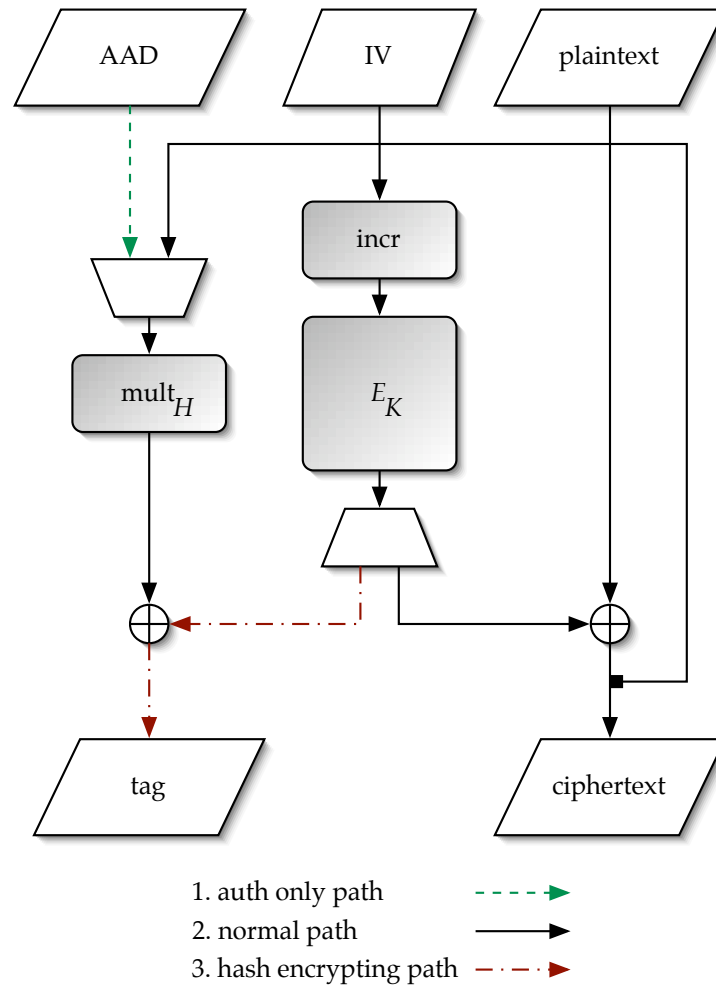 AAD
IV
plaintext
incr
mult_H
E_K
tag
ciphertext
1. auth only path
2. normal path
3. hash encrypting path